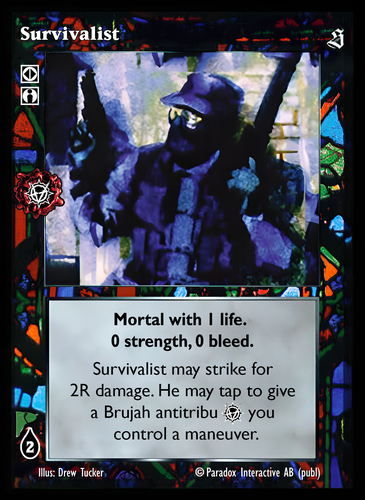 Survivalist
Mortal with 1 life.
0 strength, 0 bleed.
Survivalist may strike for
2R damage. He may tap to give
a Brujah antitribu you
control a maneuver.
2
Illus: Drew Tucker
© Paradox Interactive AB (publ)